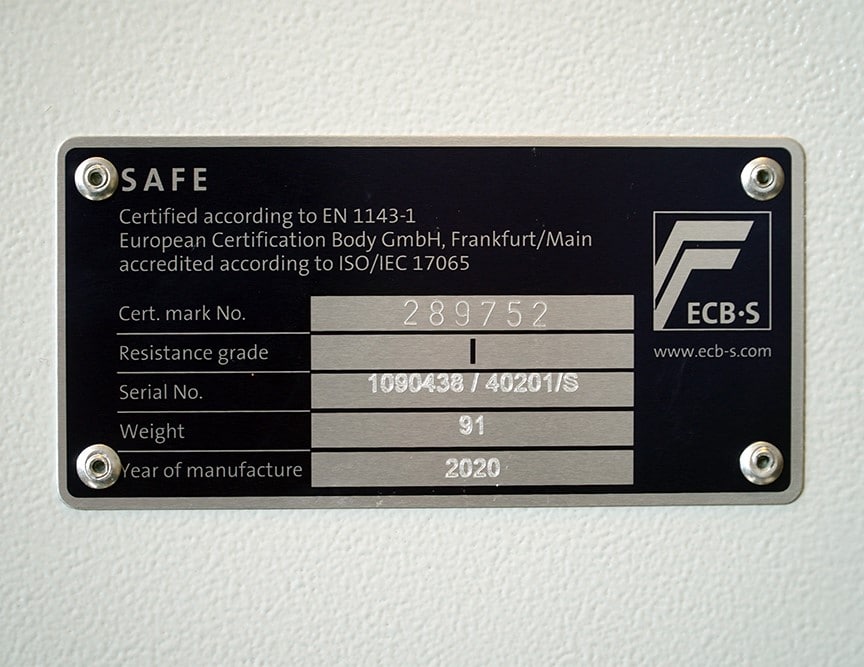 SAFE
Certified according to EN 1143-1
European Certification Body GmbH, Frankfurt/Main
accredited according to ISO/IEC 17065
Cert. mark No. 289752
Resistance grade I
Serial No. 1090438 / 40201/S
Weight 91
Year of manufacture 2020
ECB·S
www.ecb-s.com